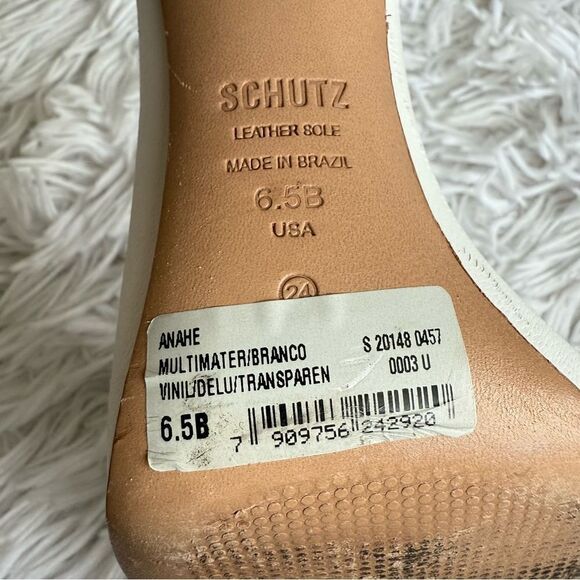 SCHUTZ
LEATHER SOLE
MADE IN BRAZIL
6.5B
USA
24
ANAHE
MULTIMATER/BRANCO
VINIL/DELU/TRANSPAREN
6.5B
S 20148 0457
0003 U
7 909756 242920